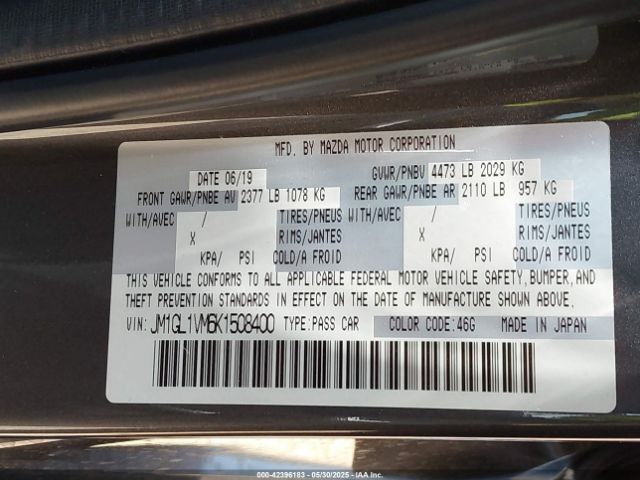 MFD. BY MAZDA MOTOR CORPORATION
DATE 06/19 GVWR/PNBV 4473 LB 2029 KG
FRONT GAWR/PNBE AV 2377 LB 1078 KG REAR GAWR/PNBE AR 2110 LB 957 KG
WITH/AVEC / TIRES/PNEUS WITH/AVEC / TIRES/PNEUS
X RIMS/JANTES X RIMS/JANTES
KPA/ PSI COLD/A FROID KPA/ PSI COLD/A FROID
THIS VEHICLE CONFORMS TO ALL APPLICABLE FEDERAL MOTOR VEHICLE SAFETY,BUMPER,AND
THEFT PREVENTION STANDARDS IN EFFECT ON THE DATE OF MANUFACTURE SHOWN ABOVE.
VIN: JM1GL1VM5K1508400 TYPE:PASS CAR COLOR CODE:46G MADE IN JAPAN
000-42396183 — 05/30/2025 — IAA Inc.